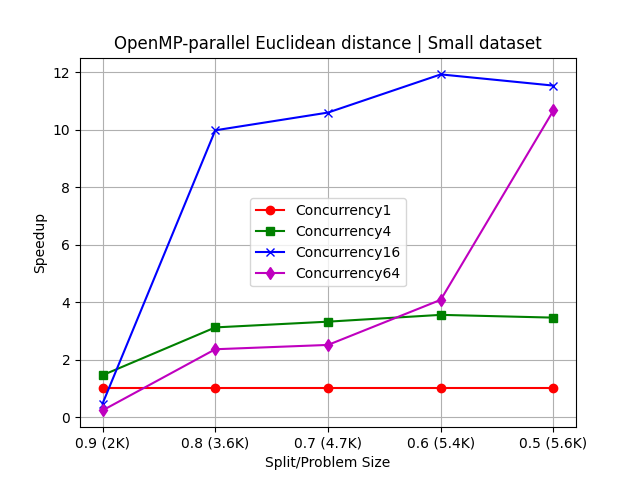 OpenMP-parallel Euclidean distance | Small dataset
12
10
8
6
4
2
0
Speedup
Concurrency1
Concurrency4
Concurrency16
Concurrency64
0.9 (2K) 0.8 (3.6K) 0.7 (4.7K) 0.6 (5.4K) 0.5 (5.6K)
Split/Problem Size